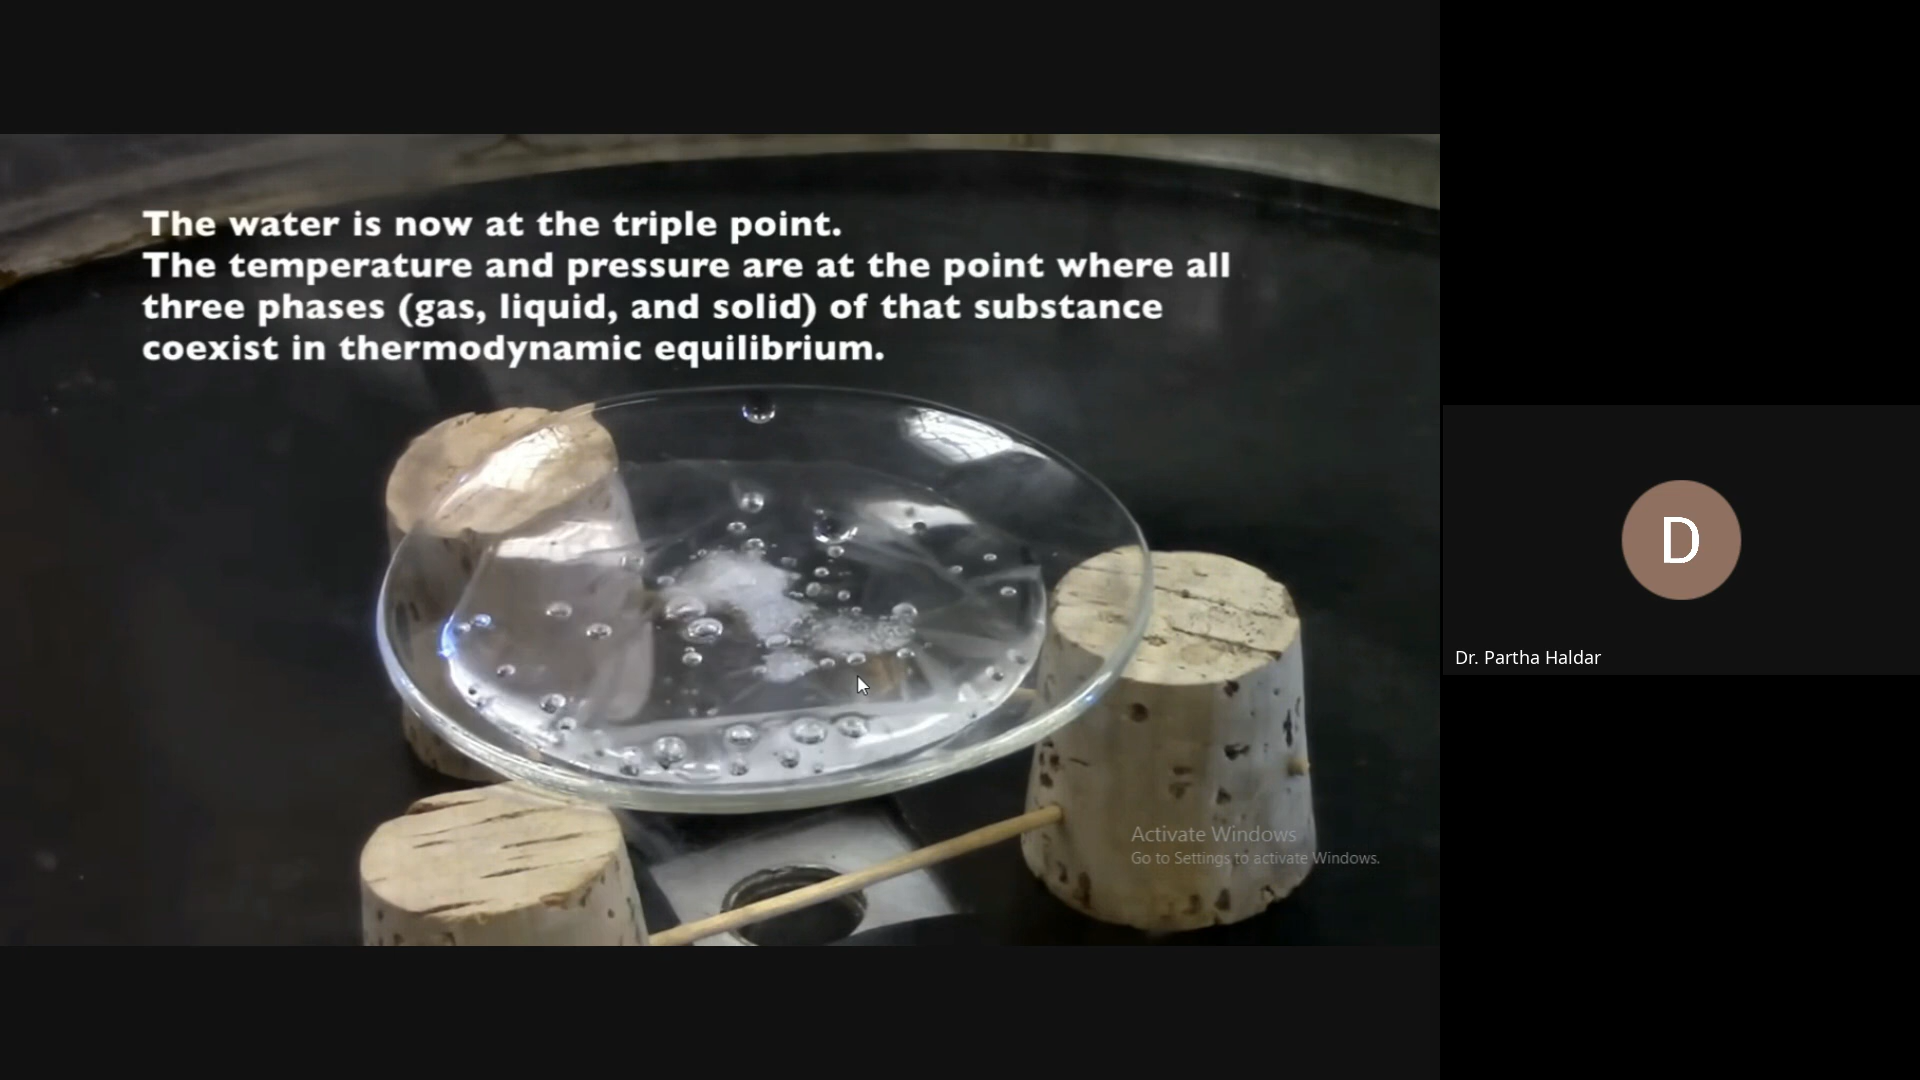 The water is now at the triple point.
The temperature and pressure are at the point where all
three phases (gas, liquid, and solid) of that substance
coexist in thermodynamic equilibrium.
Activate Windows
Go to Settings to activate Windows.
D
Dr. Partha Haldar